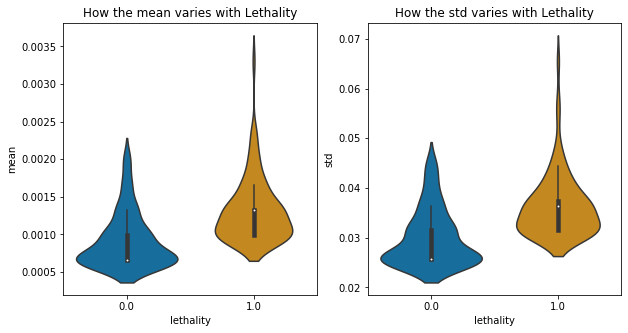 How the mean varies with Lethality
mean
0.0035
0.0030
0.0025
0.0020
0.0015
0.0010
0.0005
0.0
1.0
lethality
How the std varies with Lethality
std
0.07
0.06
0.05
0.04
0.03
0.02
0.0
1.0
lethality